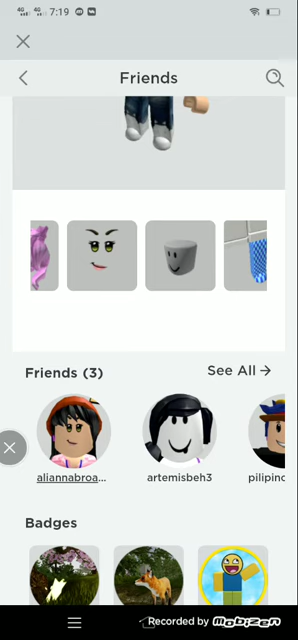 4G 4G 7:19
Friends
Friends (3)
See All →
aliannabroa...
artemisbeh3
pilipinc
Badges
Recorded by Mobizen